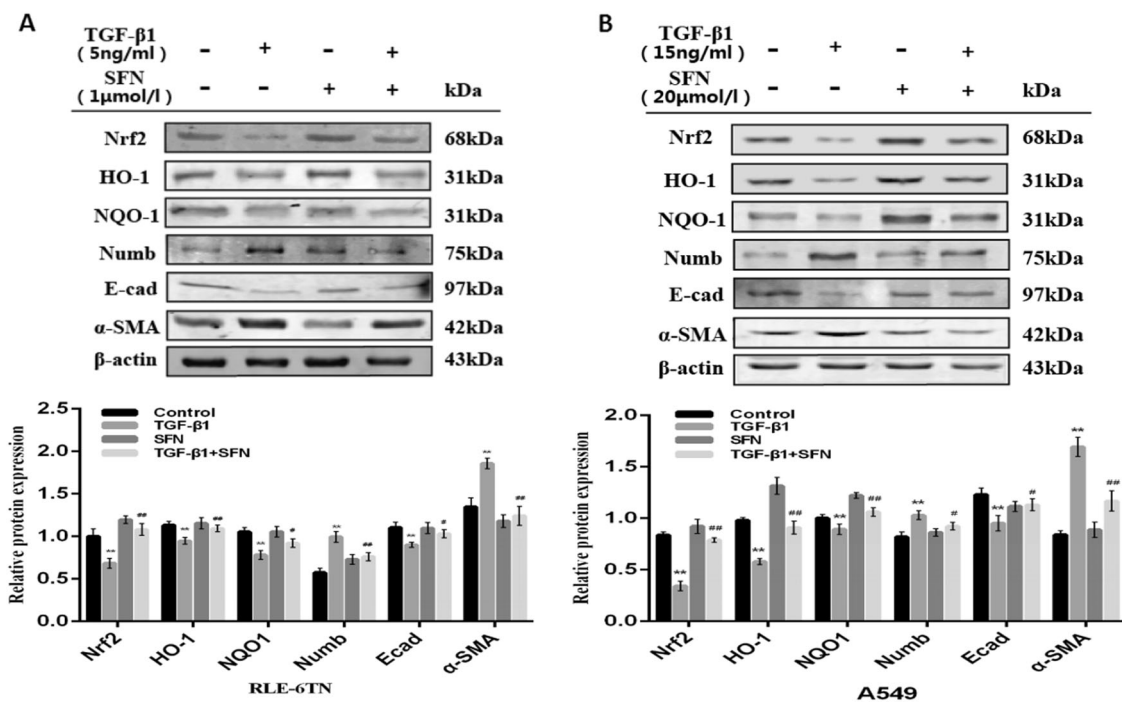 A
TGF-β1
( 5ng/ml )
- + - +
SFN
( 1μmol/l )
- - + + kDa
Nrf2 68kDa
HO-1 31kDa
NQO-1 31kDa
Numb 75kDa
E-cad 97kDa
α-SMA 42kDa
β-actin 43kDa
Relative protein expression
2.5
2.0
1.5
1.0
0.5
0.0
Control
TGF-β1
SFN
TGF-β1+SFN
** ##
** ##
** #
** ##
** #
** ##
Nrf2 HO-1 NQO1 Numb Ecad α-SMA
RLE-6TN
B
TGF-β1
( 15ng/ml )
- + - +
SFN
( 20μmol/l )
- - + + kDa
Nrf2 68kDa
HO-1 31kDa
NQO-1 31kDa
Numb 75kDa
E-cad 97kDa
α-SMA 42kDa
β-actin 43kDa
Relative protein expression
2.0
1.5
1.0
0.5
0.0
Control
TGF-β1
SFN
TGF-β1+SFN
** ##
** ##
** ##
** #
** #
** ##
Nrf2 HO-1 NQO1 Numb Ecad α-SMA
A549